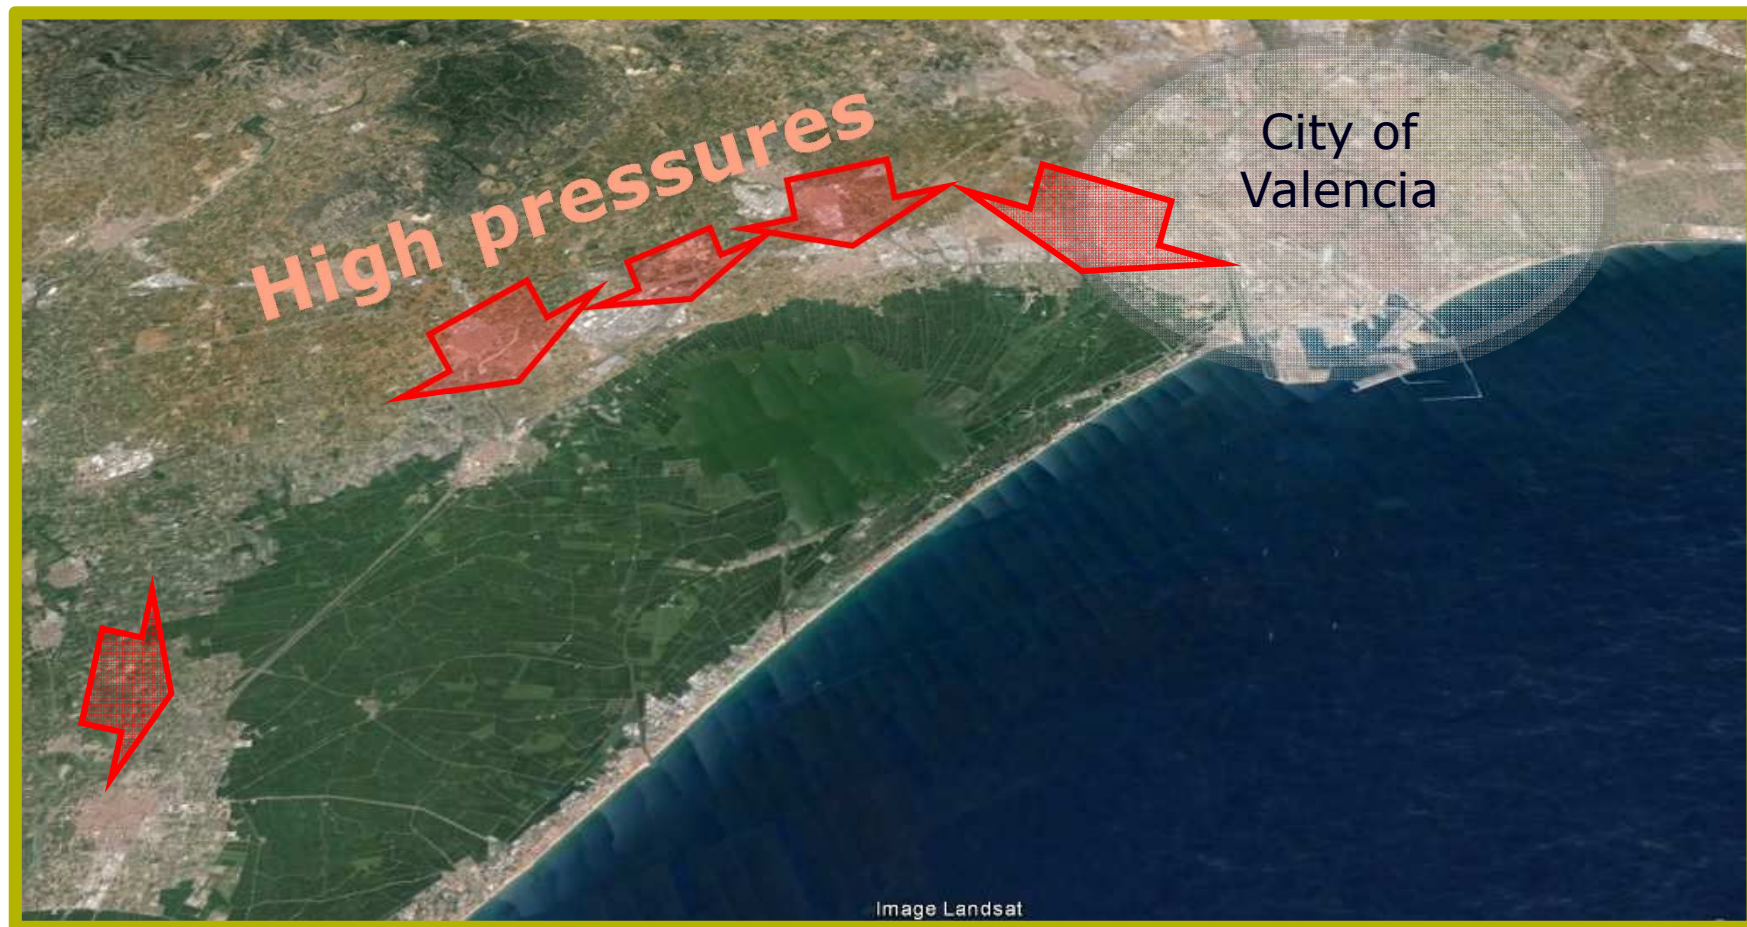 High pressures
City of
Valencia
Image Landsat